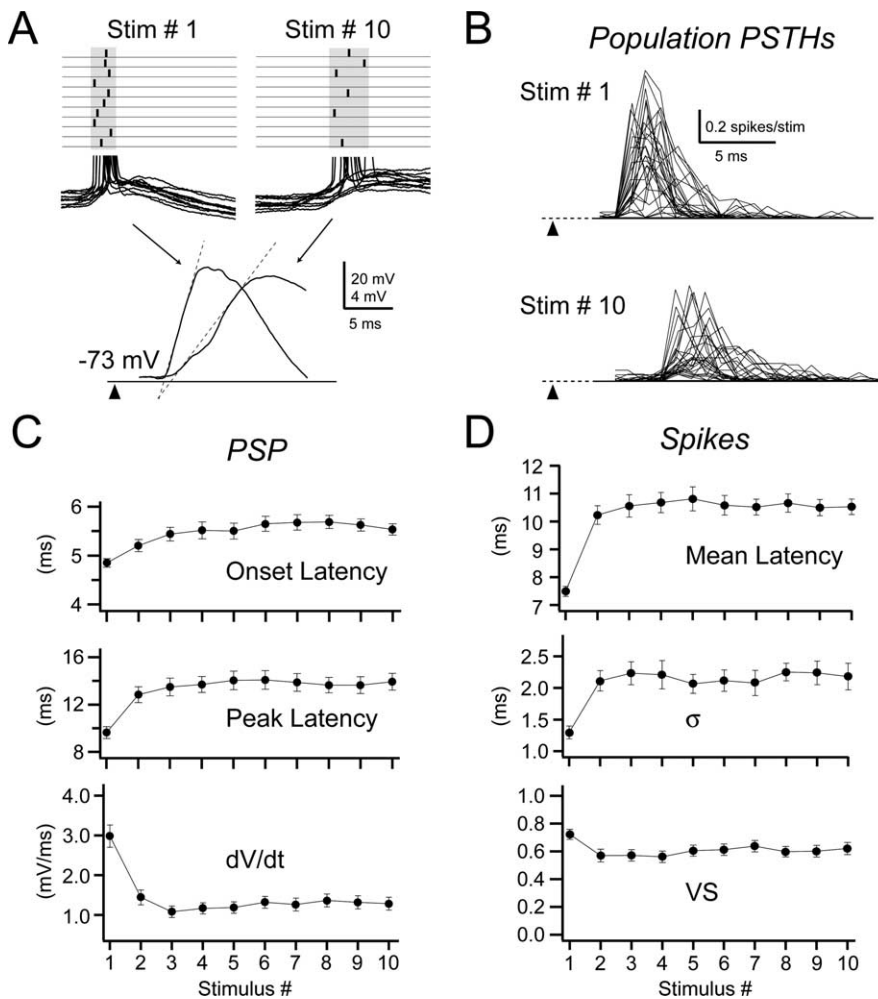 A
Stim # 1
Stim # 10
20 mV
4 mV
5 ms
-73 mV
B
Population PSTHs
Stim # 1
0.2 spikes/stim
5 ms
Stim # 10
C
PSP
6
5
4
(ms)
Onset Latency
16
12
8
(ms)
Peak Latency
4.0
3.0
2.0
1.0
(mV/ms)
dV/dt
1 2 3 4 5 6 7 8 9 10
Stimulus #
D
Spikes
12
11
10
9
8
7
(ms)
Mean Latency
2.5
2.0
1.5
1.0
(ms)
σ
1.0
0.8
0.6
0.4
0.2
0.0
VS
1 2 3 4 5 6 7 8 9 10
Stimulus #